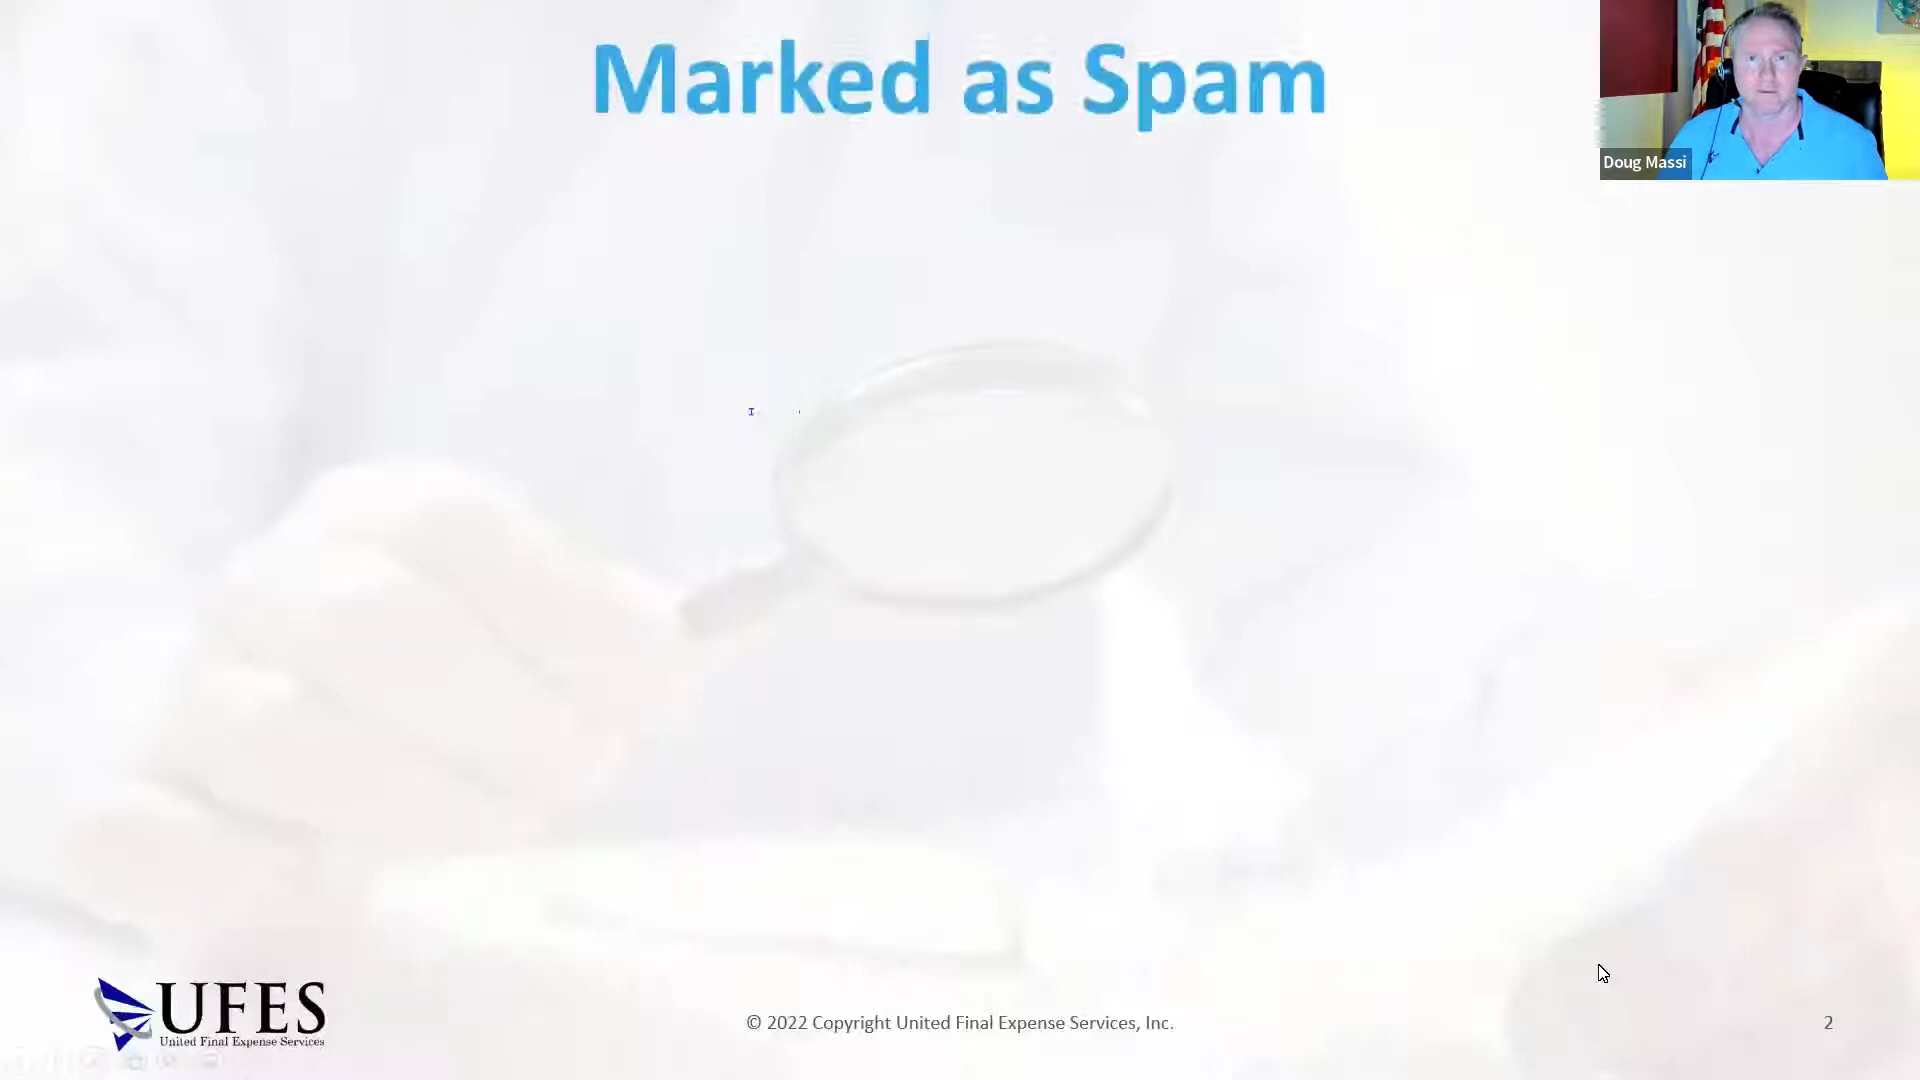 Marked as Spam
Doug Massi
UFES
United Final Expense Services
© 2022 Copyright United Final Expense Services, Inc.
2